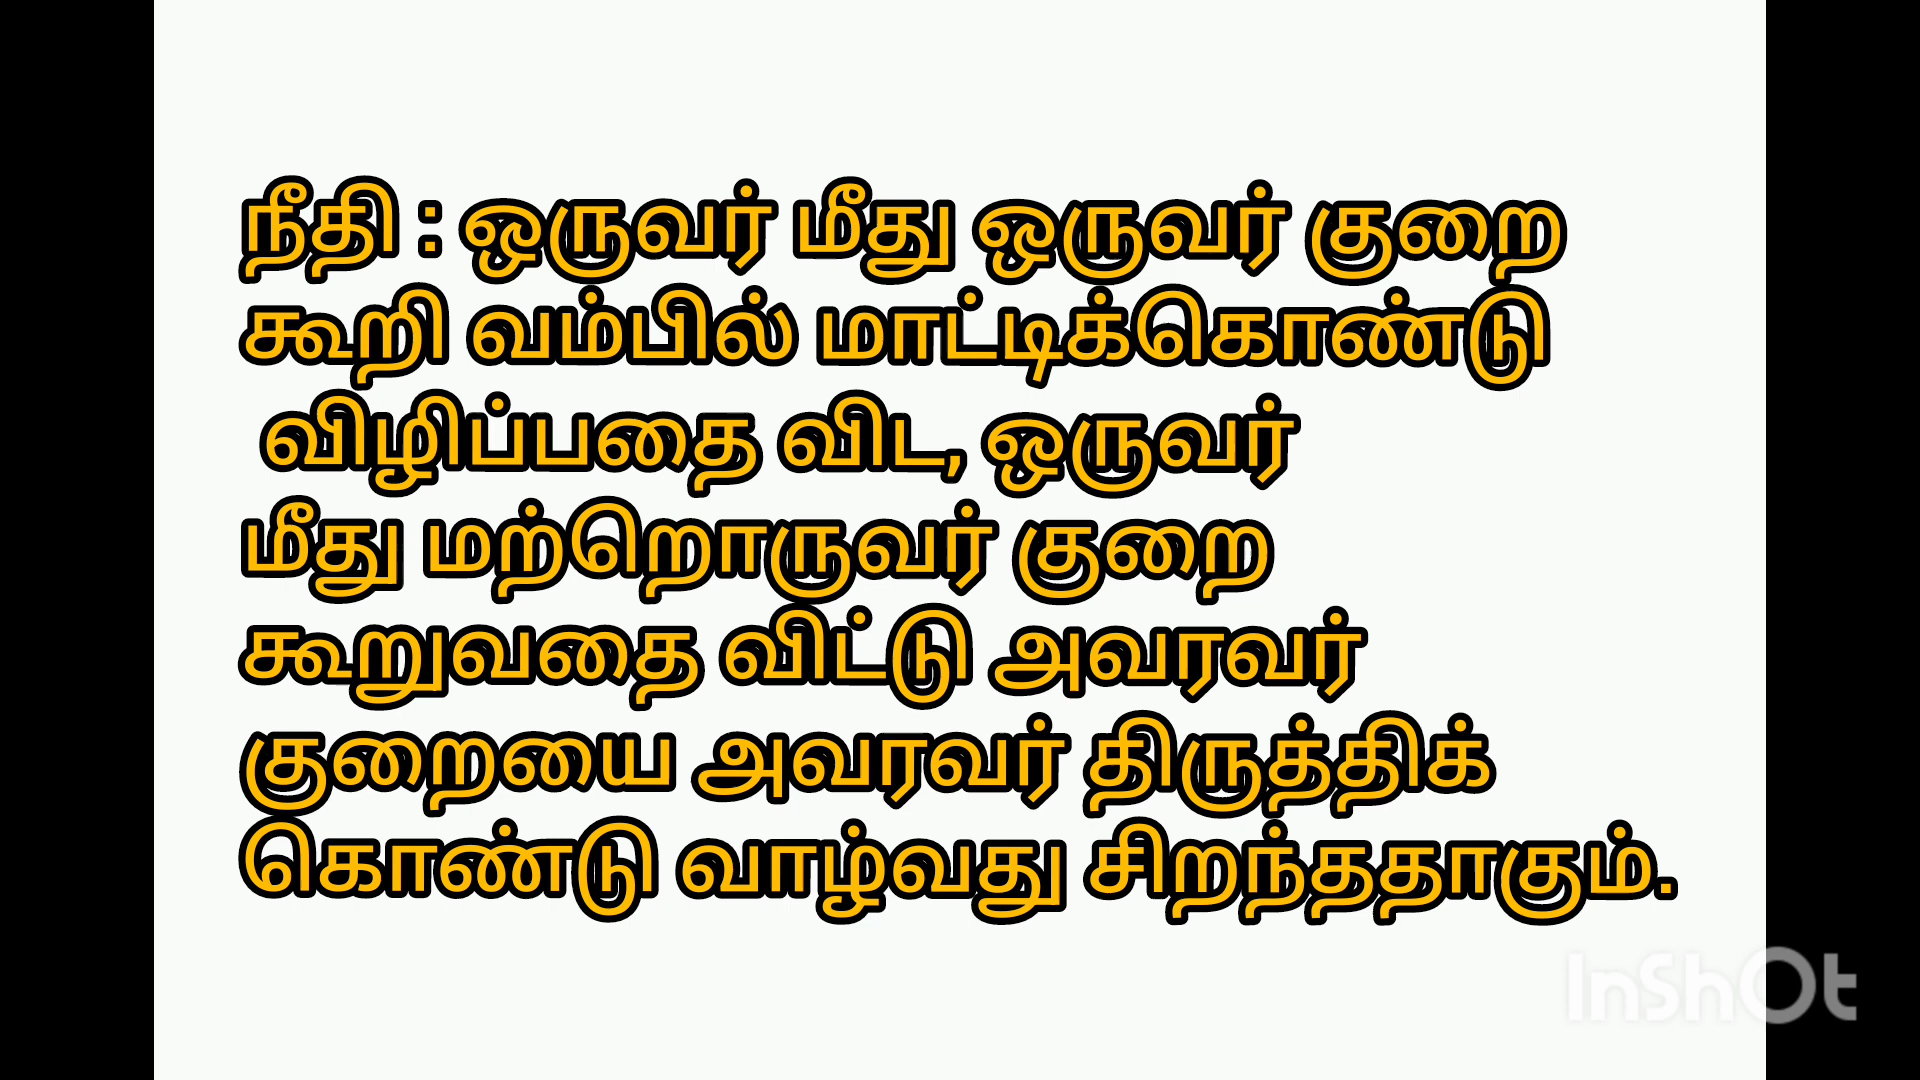 நீதி : ஒருவர் மீது ஒருவர் குறை
கூறி வம்பில் மாட்டிக்கொண்டு
விழிப்பதை விட, ஒருவர்
மீது மற்றொருவர் குறை
கூறுவதை விட்டு அவரவர்
குறையை அவரவர் திருத்திக்
கொண்டு வாழ்வது சிறந்ததாகும்.
InShOt